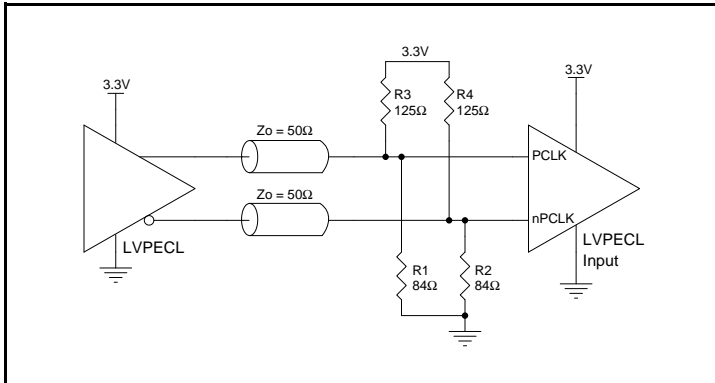 3.3V
3.3V
3.3V
R3
125Ω
R4
125Ω
Zo = 50Ω
PCLK
Zo = 50Ω
nPCLK
LVPECL
LVPECL
Input
R1
84Ω
R2
84Ω